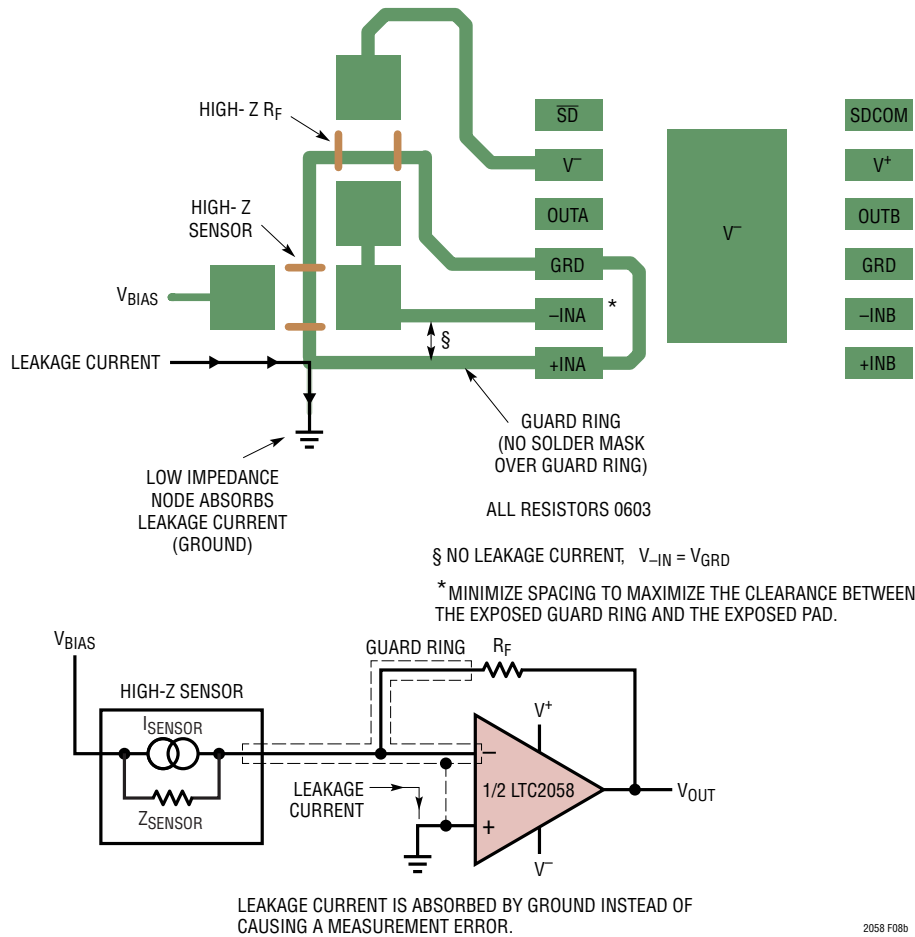 HIGH- Z RF
HIGH- Z
SENSOR
VBIAS
LEAKAGE CURRENT
LOW IMPEDANCE
NODE ABSORBS
LEAKAGE CURRENT
(GROUND)
SD
V–
OUTA
GRD
–INA
*
+INA
§
V–
SDCOM
V+
OUTB
GRD
–INB
+INB
GUARD RING
(NO SOLDER MASK
OVER GUARD RING)
ALL RESISTORS 0603
§ NO LEAKAGE CURRENT, V–IN = VGRD
*MINIMIZE SPACING TO MAXIMIZE THE CLEARANCE BETWEEN
THE EXPOSED GUARD RING AND THE EXPOSED PAD.
VBIAS
HIGH-Z SENSOR
ISENSOR
ZSENSOR
GUARD RING
RF
LEAKAGE
CURRENT
V+
–
1/2 LTC2058
+
V–
VOUT
LEAKAGE CURRENT IS ABSORBED BY GROUND INSTEAD OF
CAUSING A MEASUREMENT ERROR.
2058 F08b